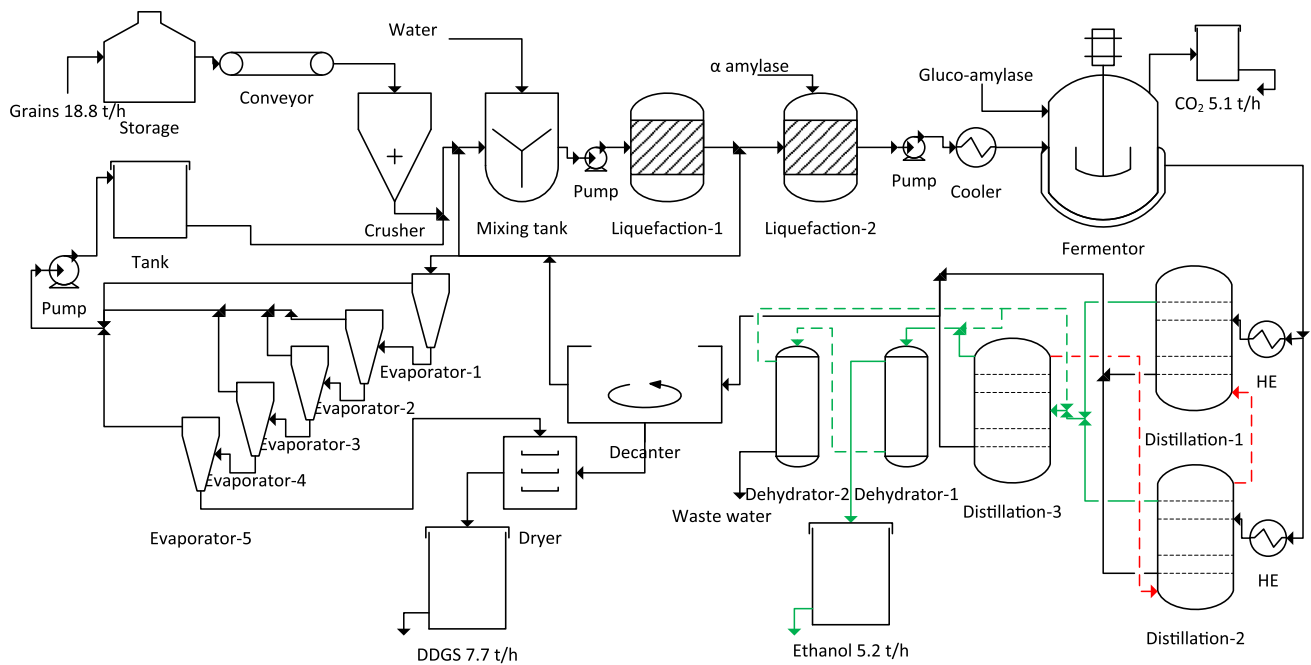 Water
α amylase
Gluco-amylase
Grains 18.8 t/h
Storage
Conveyor
CO₂ 5.1 t/h
Pump
Pump
Cooler
Crusher
Mixing tank
Liquefaction-1
Liquefaction-2
Fermentor
Tank
Pump
Evaporator-1
HE
Evaporator-2
Evaporator-3
Decanter
Distillation-1
Evaporator-4
Dehydrator-2
Dehydrator-1
Distillation-3
Waste water
Evaporator-5
Dryer
HE
Distillation-2
DDGS 7.7 t/h
Ethanol 5.2 t/h